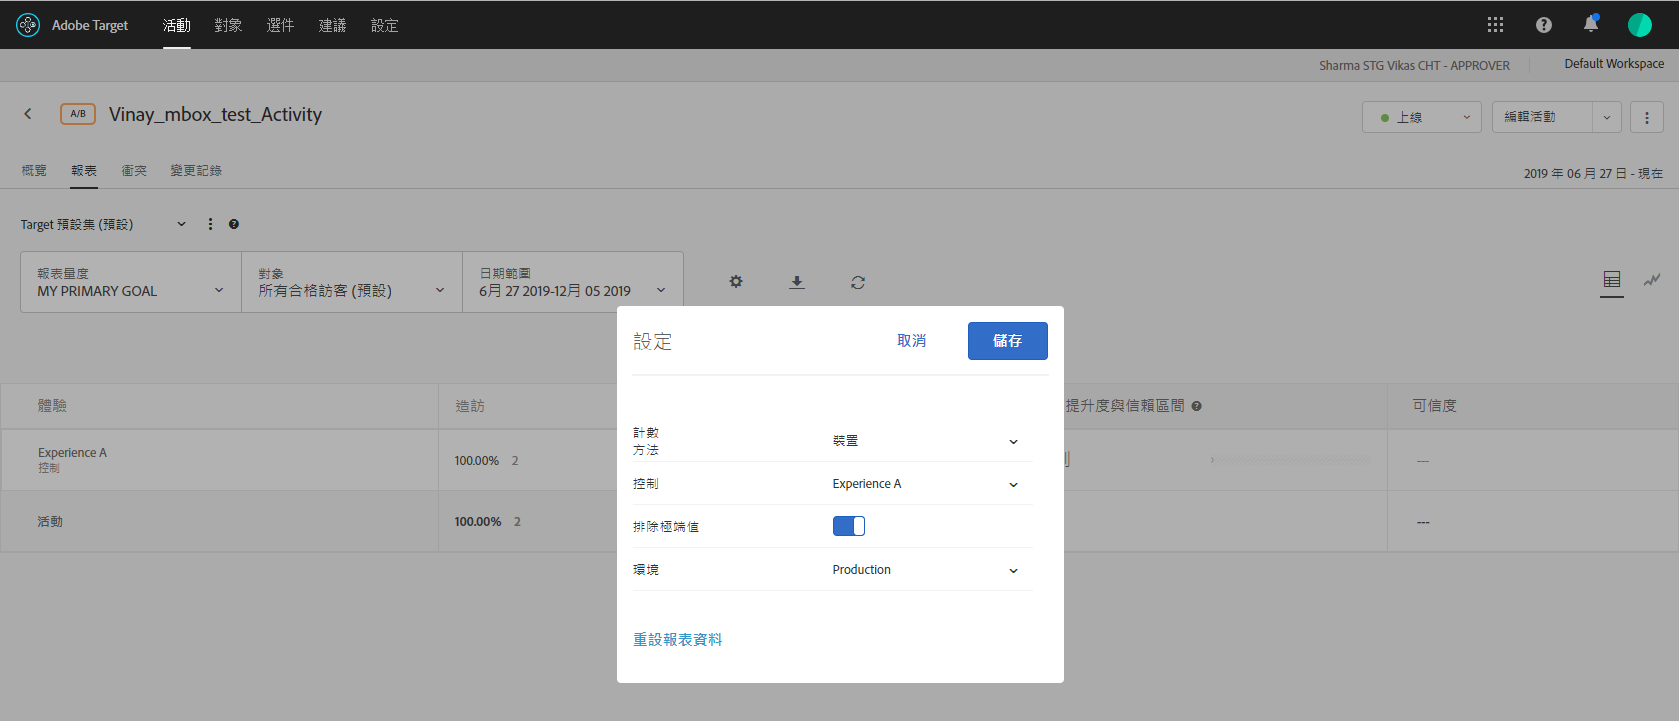 Adobe Target
活動
對象
選件
建議
設定
Sharma STG Vikas CHT - APPROVER
Default Workspace
A/B
Vinay_mbox_test_Activity
上線
編輯活動
概覽
報表
衝突
變更記錄
2019 年 06 月 27 日 - 現在
Target 預設集 (預設)
報表量度
MY PRIMARY GOAL
對象
所有合格訪客 (預設)
日期範圍
6月 27 2019-12月 05 2019
設定
取消
儲存
體驗
造訪
提升度與信賴區間
可信度
計數
方法
裝置
Experience A
控制
100.00% 2
---
控制
Experience A
排除極端值
活動
100.00% 2
---
環境
Production
重設報表資料